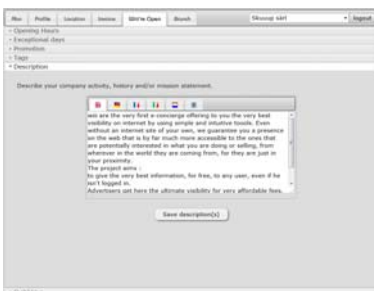 Profile Location Invoice Branch logout
Opening Hours
Exceptional days
Promotion
Tags
Description
Describe your company activity, history and/or mission statement.
wii are the very first e-concierge offering to you the very best
visibility on internet by using simple and intuitive toools. Even
without an internet site of your own, we guarantee you a presence
on the web that is by far much more accessible to the ones that
are potentially interested in what you are doing or selling, from
wherever in the world they are coming from, for they are just in
your proximity.
The project aims :
to give the very best information, for free, to any user, even if he
isn't logged in.
Advertisers get here the ultimate visibility for very affordable fees.
Save description(s)